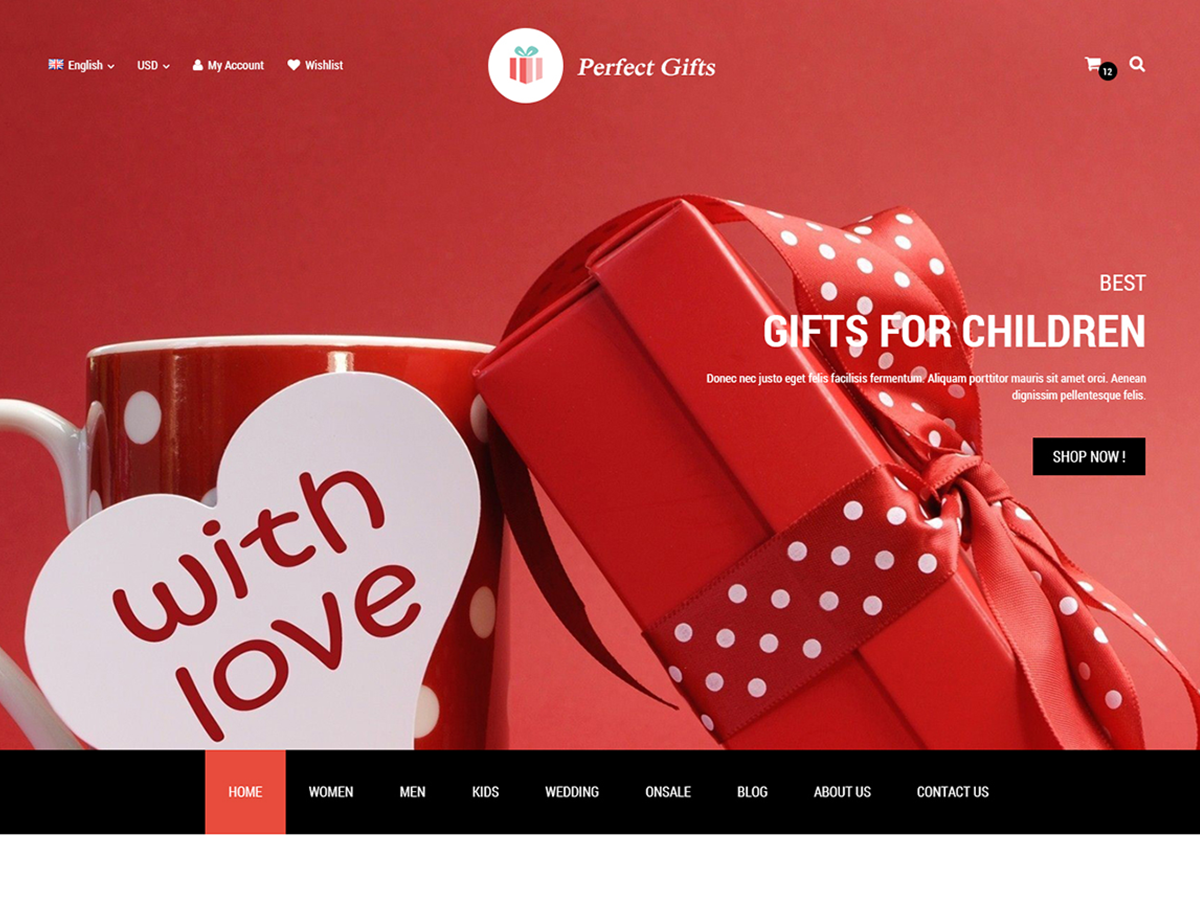 English
USD
My Account
Wishlist
Perfect Gifts
12
BEST
GIFTS FOR CHILDREN
Donec nec justo eget felis facilisis fermentum. Aliquam porttitor mauris sit amet orci. Aenean
dignissim pellentesque felis.
SHOP NOW !
with
love
HOME
WOMEN
MEN
KIDS
WEDDING
ONSALE
BLOG
ABOUT US
CONTACT US